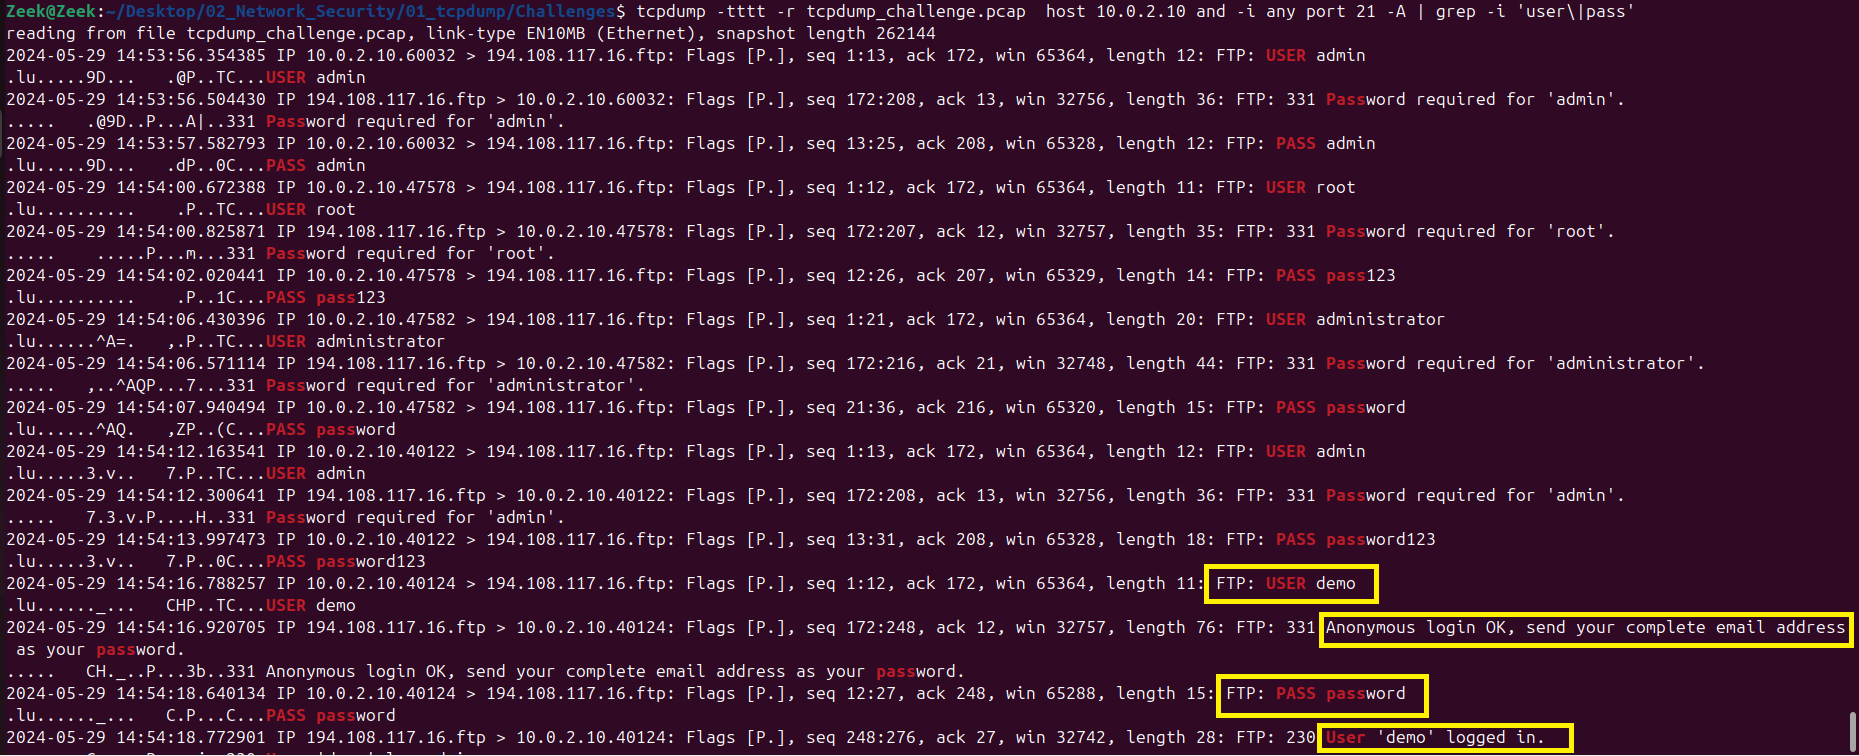 Zeek@Zeek:~/Desktop/02_Network_Security/01_tcpdump/Challenges$ tcpdump -tttt -r tcpdump_challenge.pcap  host 10.0.2.10 and -i any port 21 -A | grep -i 'user\|pass'
reading from file tcpdump_challenge.pcap, link-type EN10MB (Ethernet), snapshot length 262144
2024-05-29 14:53:56.354385 IP 10.0.2.10.60032 > 194.108.117.16.ftp: Flags [P.], seq 1:13, ack 172, win 65364, length 12: FTP: USER admin
.lu.....9D...   .@P..TC...USER admin
2024-05-29 14:53:56.504430 IP 194.108.117.16.ftp > 10.0.2.10.60032: Flags [P.], seq 172:208, ack 13, win 32756, length 36: FTP: 331 Password required for 'admin'.
.....   .@9D..P...A|..331 Password required for 'admin'.
2024-05-29 14:53:57.582793 IP 10.0.2.10.60032 > 194.108.117.16.ftp: Flags [P.], seq 13:25, ack 208, win 65328, length 12: FTP: PASS admin
.lu.....9D...   .dP..0C...PASS admin
2024-05-29 14:54:00.672388 IP 10.0.2.10.47578 > 194.108.117.16.ftp: Flags [P.], seq 1:12, ack 172, win 65364, length 11: FTP: USER root
.lu..........    .P..TC...USER root
2024-05-29 14:54:00.825871 IP 194.108.117.16.ftp > 10.0.2.10.47578: Flags [P.], seq 172:207, ack 12, win 32757, length 35: FTP: 331 Password required for 'root'.
.....    .....P...m...331 Password required for 'root'.
2024-05-29 14:54:02.020441 IP 10.0.2.10.47578 > 194.108.117.16.ftp: Flags [P.], seq 12:26, ack 207, win 65329, length 14: FTP: PASS pass123
.lu..........    .P..1C...PASS pass123
2024-05-29 14:54:06.430396 IP 10.0.2.10.47582 > 194.108.117.16.ftp: Flags [P.], seq 1:21, ack 172, win 65364, length 20: FTP: USER administrator
.lu......^A=.   ,.P..TC...USER administrator
2024-05-29 14:54:06.571114 IP 194.108.117.16.ftp > 10.0.2.10.47582: Flags [P.], seq 172:216, ack 21, win 32748, length 44: FTP: 331 Password required for 'administrator'.
.....   ,..^AQP...7...331 Password required for 'administrator'.
2024-05-29 14:54:07.940494 IP 10.0.2.10.47582 > 194.108.117.16.ftp: Flags [P.], seq 21:36, ack 216, win 65320, length 15: FTP: PASS password
.lu......^AQ.   ,ZP..(C...PASS password
2024-05-29 14:54:12.163541 IP 10.0.2.10.40122 > 194.108.117.16.ftp: Flags [P.], seq 1:13, ack 172, win 65364, length 12: FTP: USER admin
.lu.....3.v..   7.P..TC...USER admin
2024-05-29 14:54:12.300641 IP 194.108.117.16.ftp > 10.0.2.10.40122: Flags [P.], seq 172:208, ack 13, win 32756, length 36: FTP: 331 Password required for 'admin'.
.....   7.3.v.P....H..331 Password required for 'admin'.
2024-05-29 14:54:13.997473 IP 10.0.2.10.40122 > 194.108.117.16.ftp: Flags [P.], seq 13:31, ack 208, win 65328, length 18: FTP: PASS password123
.lu.....3.v..   7.P..0C...PASS password123
2024-05-29 14:54:16.788257 IP 10.0.2.10.40124 > 194.108.117.16.ftp: Flags [P.], seq 1:12, ack 172, win 65364, length 11: FTP: USER demo
.lu......_...   CHP..TC...USER demo
2024-05-29 14:54:16.920705 IP 194.108.117.16.ftp > 10.0.2.10.40124: Flags [P.], seq 172:248, ack 12, win 32757, length 76: FTP: 331 Anonymous login OK, send your complete email address
 as your password.
.....   CH._..P...3b..331 Anonymous login OK, send your complete email address as your password.
2024-05-29 14:54:18.640134 IP 10.0.2.10.40124 > 194.108.117.16.ftp: Flags [P.], seq 12:27, ack 248, win 65288, length 15: FTP: PASS password
.lu......_...   C.P...C...PASS password
2024-05-29 14:54:18.772901 IP 194.108.117.16.ftp > 10.0.2.10.40124: Flags [P.], seq 248:276, ack 27, win 32742, length 28: FTP: 230 User 'demo' logged in.